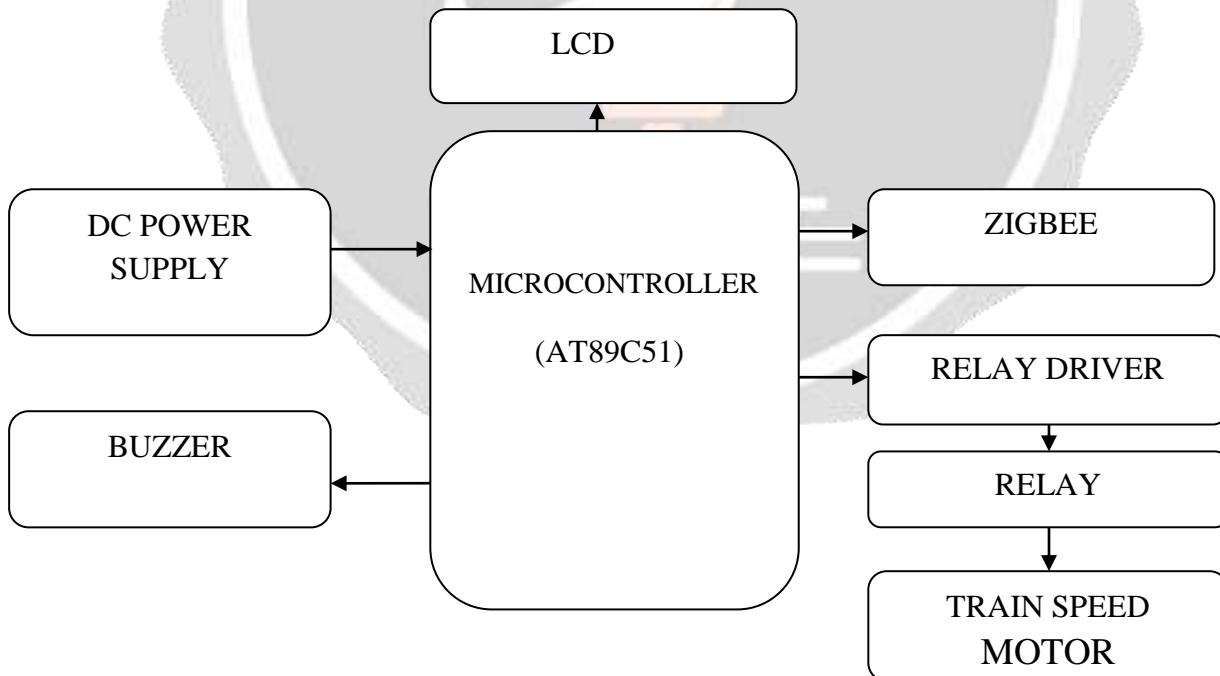 LCD
DC POWER
SUPPLY
MICROCONTROLLER
(AT89C51)
ZIGBEE
RELAY DRIVER
BUZZER
RELAY
TRAIN SPEED
MOTOR